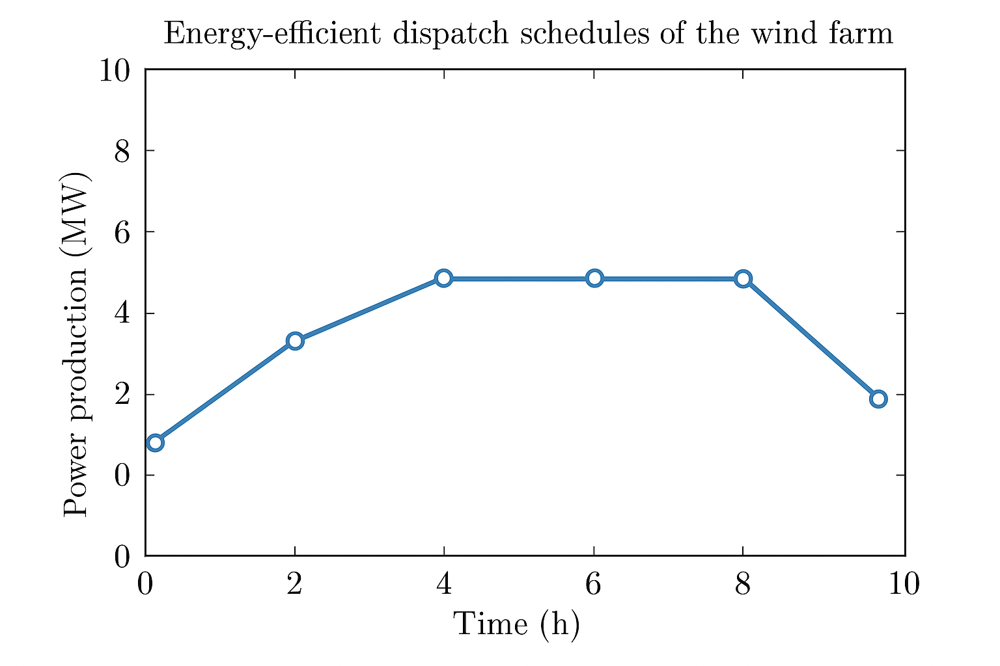 Energy-efficient dispatch schedules of the wind farm
10
8
6
4
2
0
0
Power production (MW)
0 2 4 6 8 10
Time (h)